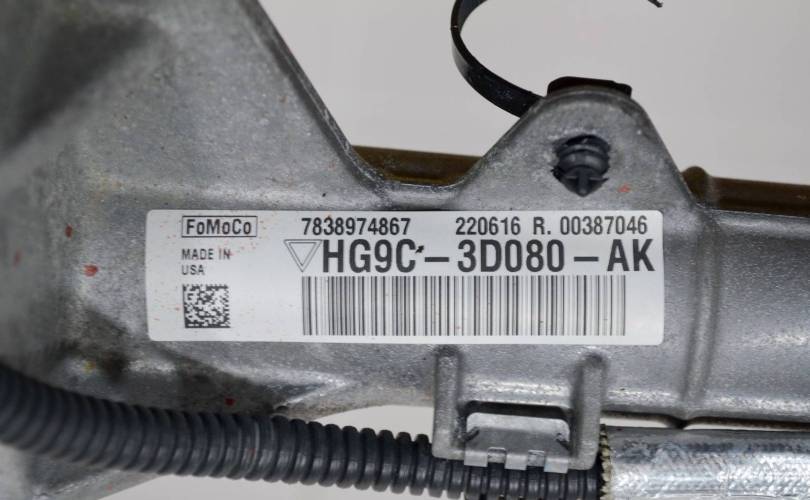 FoMoCo 7838974867 220616 R. 00387046
MADE IN
USA
HG9C-3D080-AK